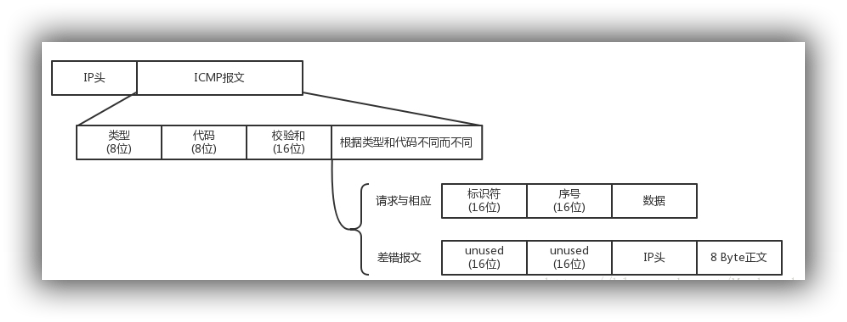 IP头
ICMP报文
类型
(8位)
代码
(8位)
校验和
(16位)
根据类型和代码不同而不同
请求与相应
标识符
(16位)
序号
(16位)
数据
差错报文
unused
(16位)
unused
(16位)
IP头
8 Byte正文